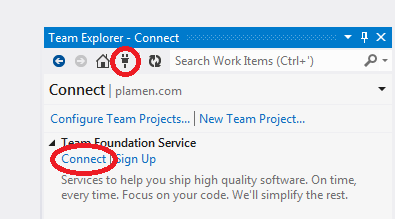 Team Explorer - Connect
Search Work Items (Ctrl+')
Connect | plamen.com
Configure Team Projects... | New Team Project...
Team Foundation Service
Connect | Sign Up
Services to help you ship high quality software. On time,
every time. Focus on your code. We'll simplify the rest.